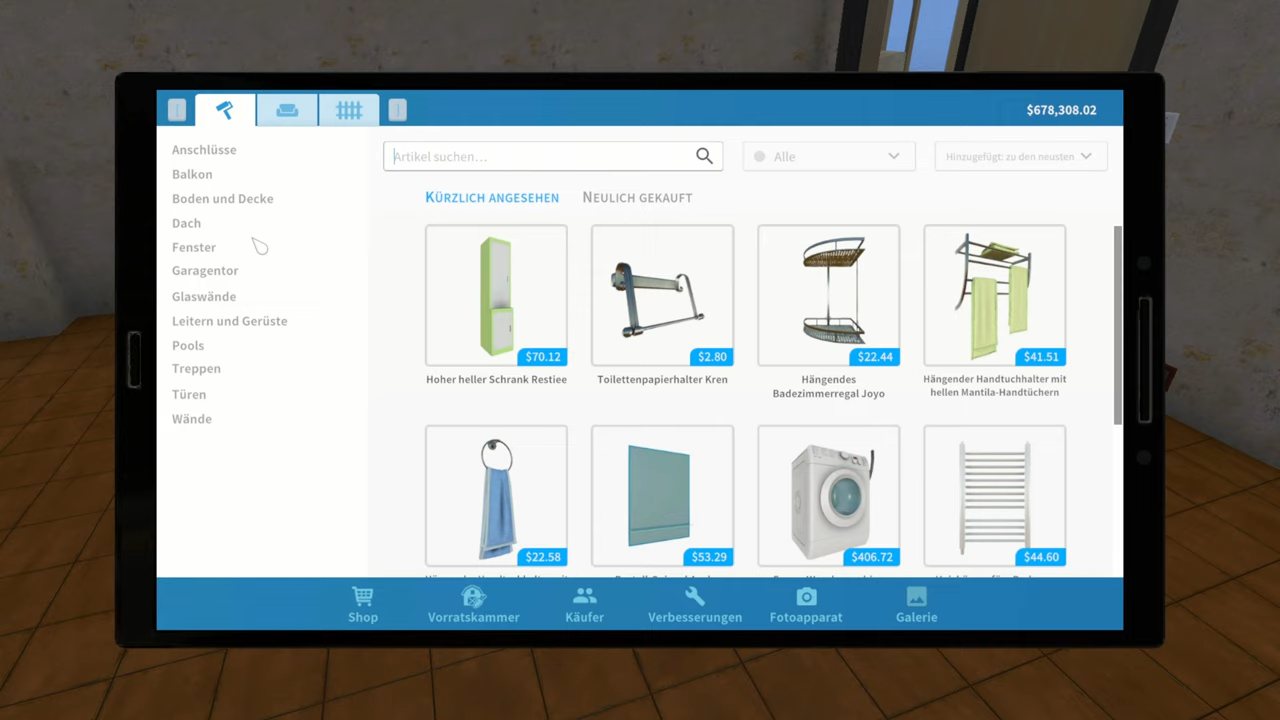 $678,308.02
Anschlüsse
Balkon
Boden und Decke
Dach
Fenster
Garagentor
Glaswände
Leitern und Gerüste
Pools
Treppen
Türen
Wände
Artikel suchen...
Alle
Hinzugefügt: zu den neusten
KÜRZLICH ANGESEHEN
NEULICH GEKAUFT
$70.12
$2.80
$22.44
$41.51
Hoher heller Schrank Restiee
Toilettenpapierhalter Kren
Hängendes
Badezimmerregal Joyo
Hängender Handtuchhalter mit
hellen Mantila-Handtüchern
$22.58
$53.29
$406.72
$44.60
Shop
Vorratskammer
Käufer
Verbesserungen
Fotoapparat
Galerie